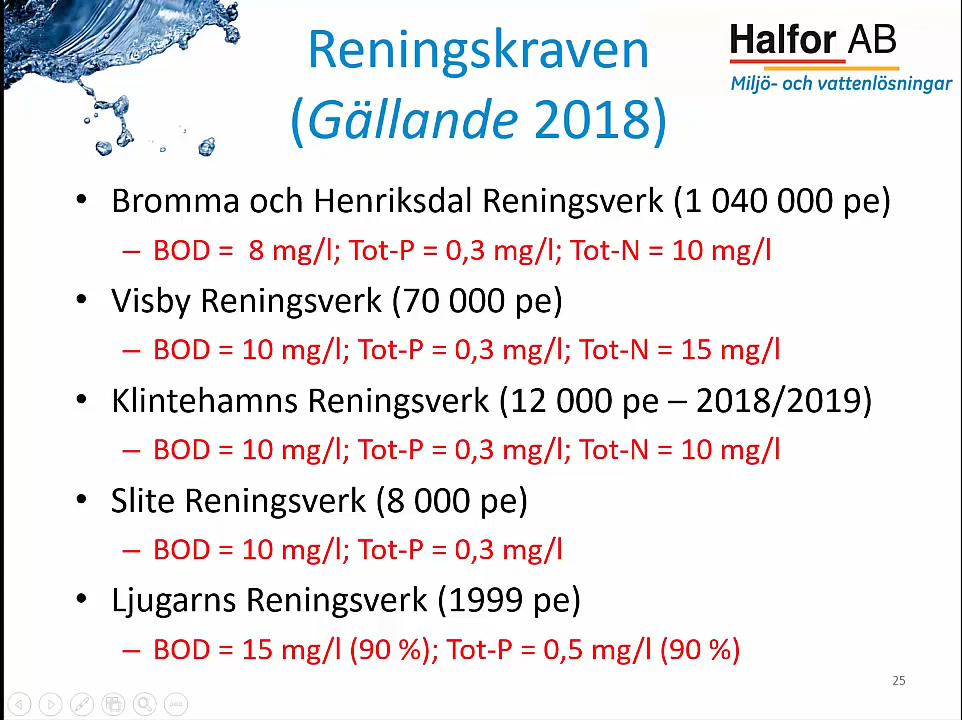 Reningskraven
(Gällande 2018)
Halfor AB
Miljö- och vattenlösningar
• Bromma och Henriksdal Reningsverk (1 040 000 pe)
– BOD =  8 mg/l; Tot-P = 0,3 mg/l; Tot-N = 10 mg/l
• Visby Reningsverk (70 000 pe)
– BOD = 10 mg/l; Tot-P = 0,3 mg/l; Tot-N = 15 mg/l
• Klintehamns Reningsverk (12 000 pe – 2018/2019)
– BOD = 10 mg/l; Tot-P = 0,3 mg/l; Tot-N = 10 mg/l
• Slite Reningsverk (8 000 pe)
– BOD = 10 mg/l; Tot-P = 0,3 mg/l
• Ljugarns Reningsverk (1999 pe)
– BOD = 15 mg/l (90 %); Tot-P = 0,5 mg/l (90 %)
25